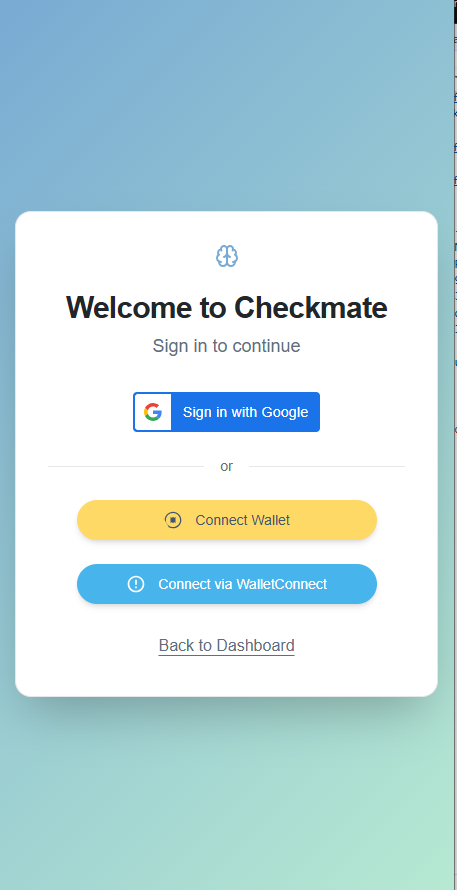 Welcome to Checkmate
Sign in to continue
Sign in with Google
or
Connect Wallet
Connect via WalletConnect
Back to Dashboard